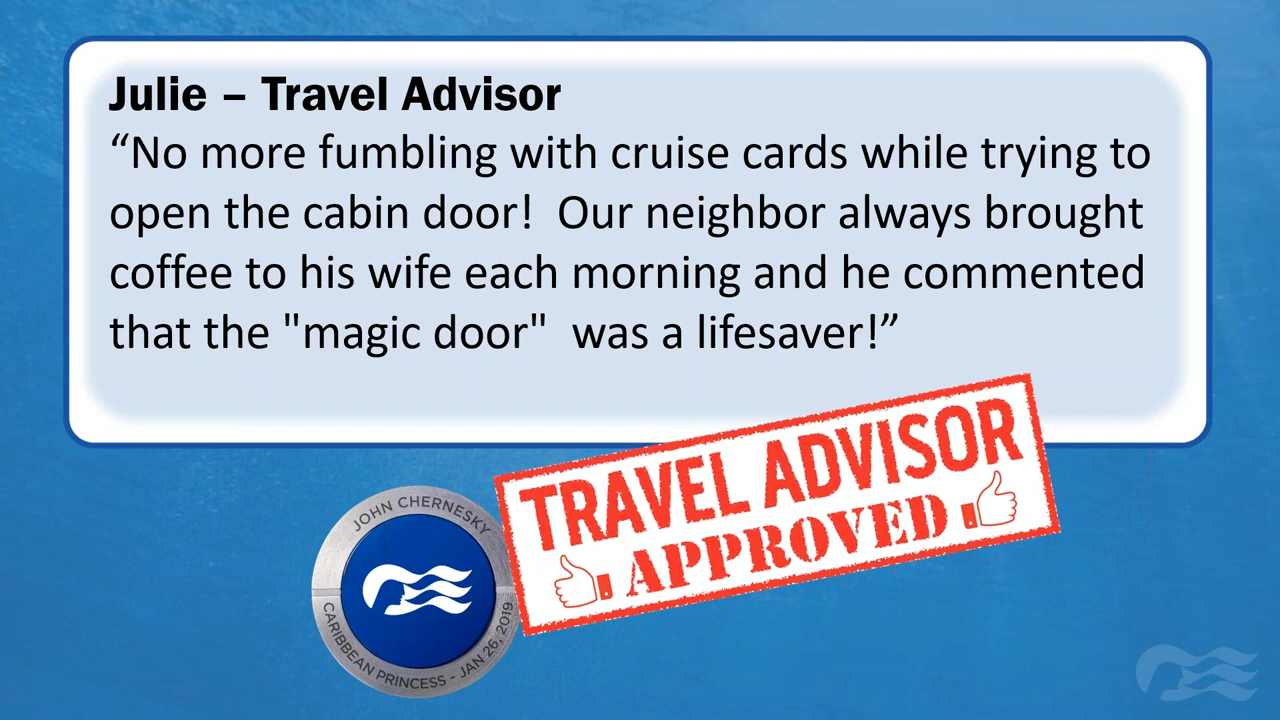 Julie – Travel Advisor
“No more fumbling with cruise cards while trying to
open the cabin door!  Our neighbor always brought
coffee to his wife each morning and he commented
that the "magic door"  was a lifesaver!”
TRAVEL ADVISOR
APPROVED
JOHN CHERNESKY
CARIBBEAN PRINCESS - JAN 26, 2019